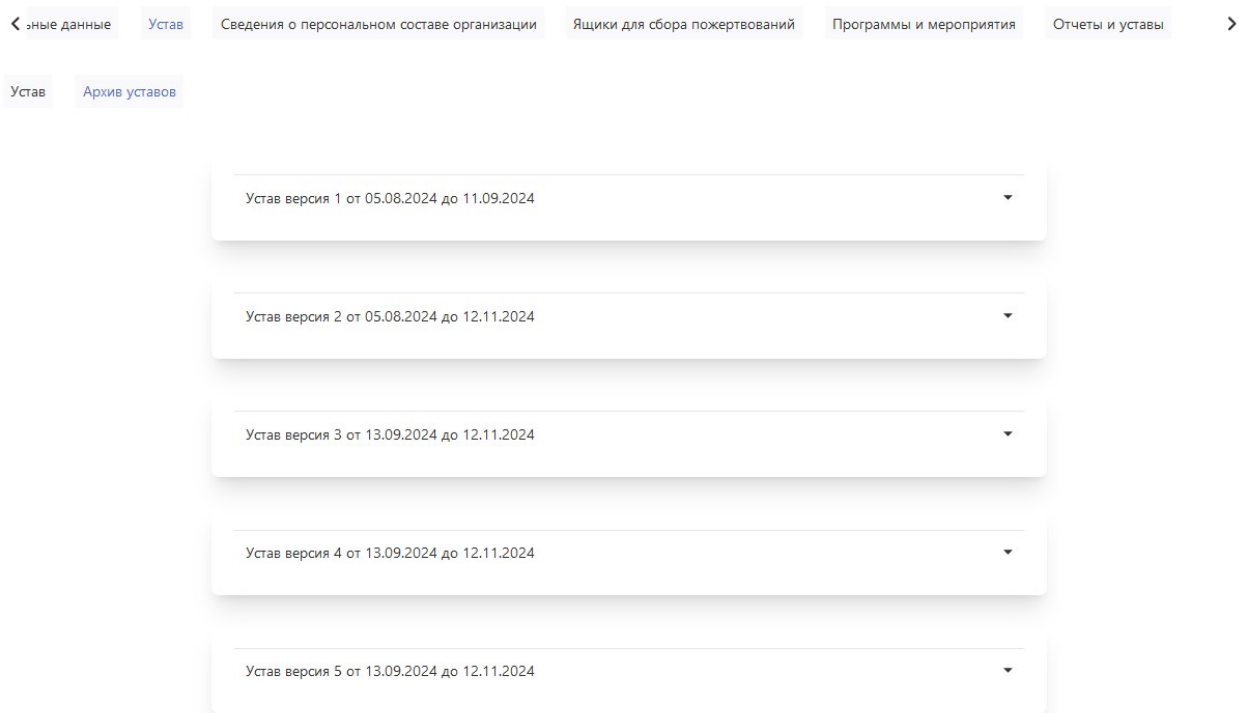 ьные данные Устав Сведения о персональном составе организации Ящики для сбора пожертвований Программы и мероприятия Отчеты и уставы
Устав Архив уставов
Устав версия 1 от 05.08.2024 до 11.09.2024
Устав версия 2 от 05.08.2024 до 12.11.2024
Устав версия 3 от 13.09.2024 до 12.11.2024
Устав версия 4 от 13.09.2024 до 12.11.2024
Устав версия 5 от 13.09.2024 до 12.11.2024